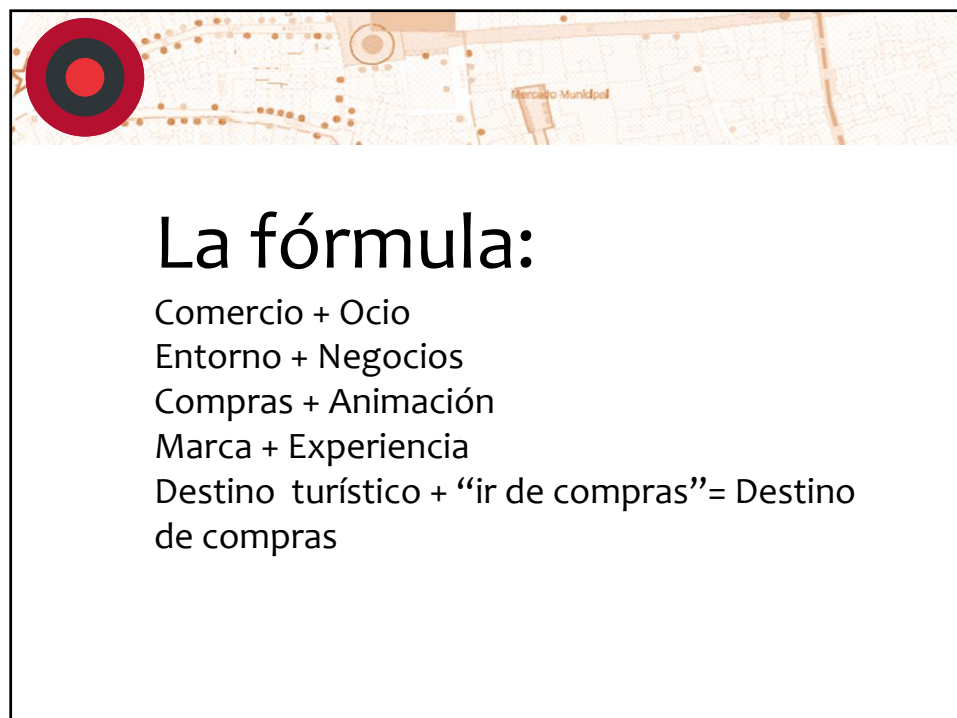 Mercado Municipal
La fórmula:
Comercio + Ocio
Entorno + Negocios
Compras + Animación
Marca + Experiencia
Destino turístico + “ir de compras”= Destino
de compras